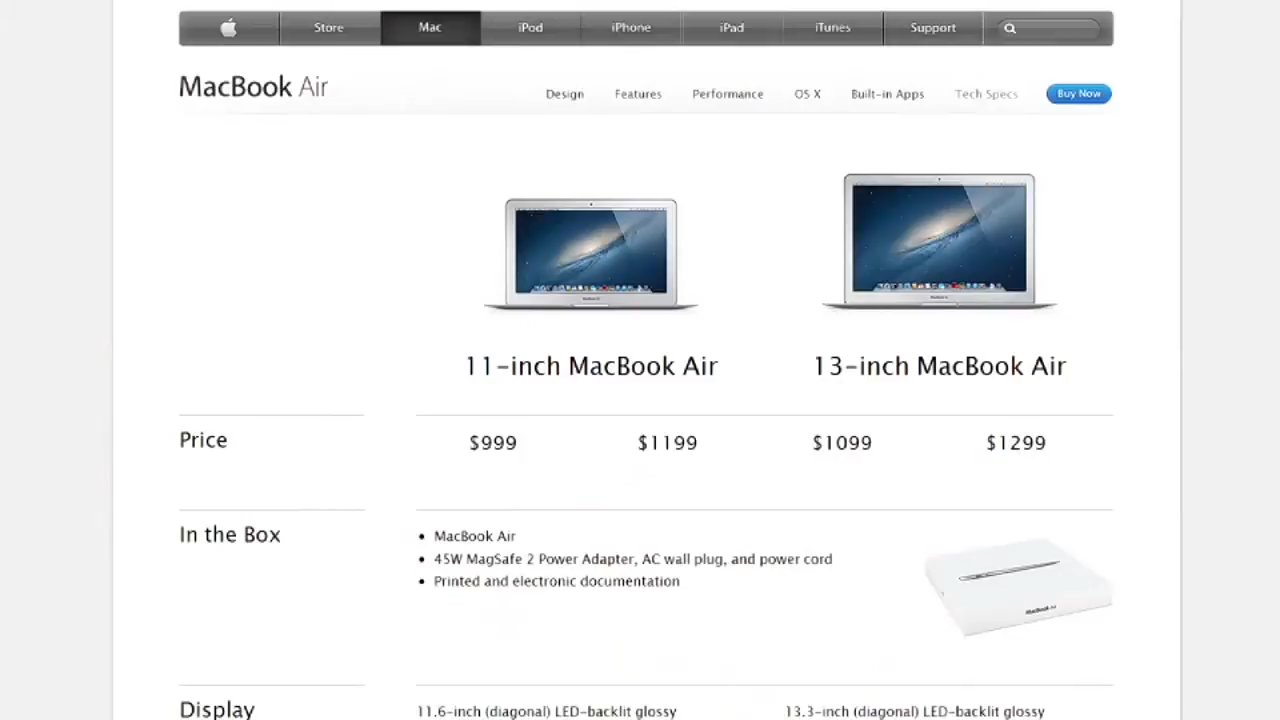 Store Mac iPod iPhone iPad iTunes Support
MacBook Air
Design Features Performance OS X Built-in Apps Tech Specs Buy Now
11-inch MacBook Air 13-inch MacBook Air
Price $999 $1199 $1099 $1299
In the Box
• MacBook Air
• 45W MagSafe 2 Power Adapter, AC wall plug, and power cord
• Printed and electronic documentation
MacBook Air
Display 11.6-inch (diagonal) LED-backlit glossy 13.3-inch (diagonal) LED-backlit glossy